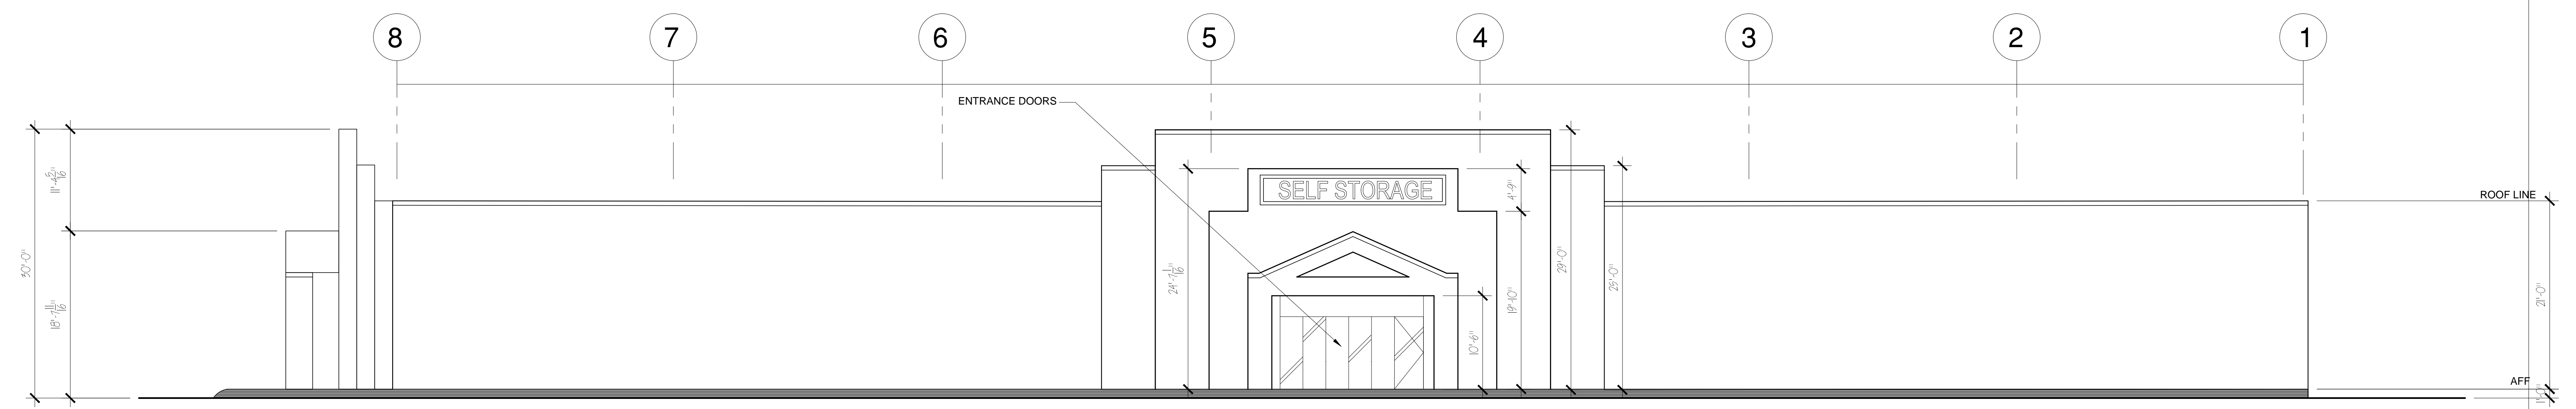 8 7 6 5 4 3 2 1
ENTRANCE DOORS
SELF STORAGE
ROOF LINE
AFF
30'-0"
11'-4 5/16"
18'-7 11/16"
24'-7 1/16"
10'-6"
4'-9"
19'-10"
29'-0"
25'-0"
21'-0"
1'-0"